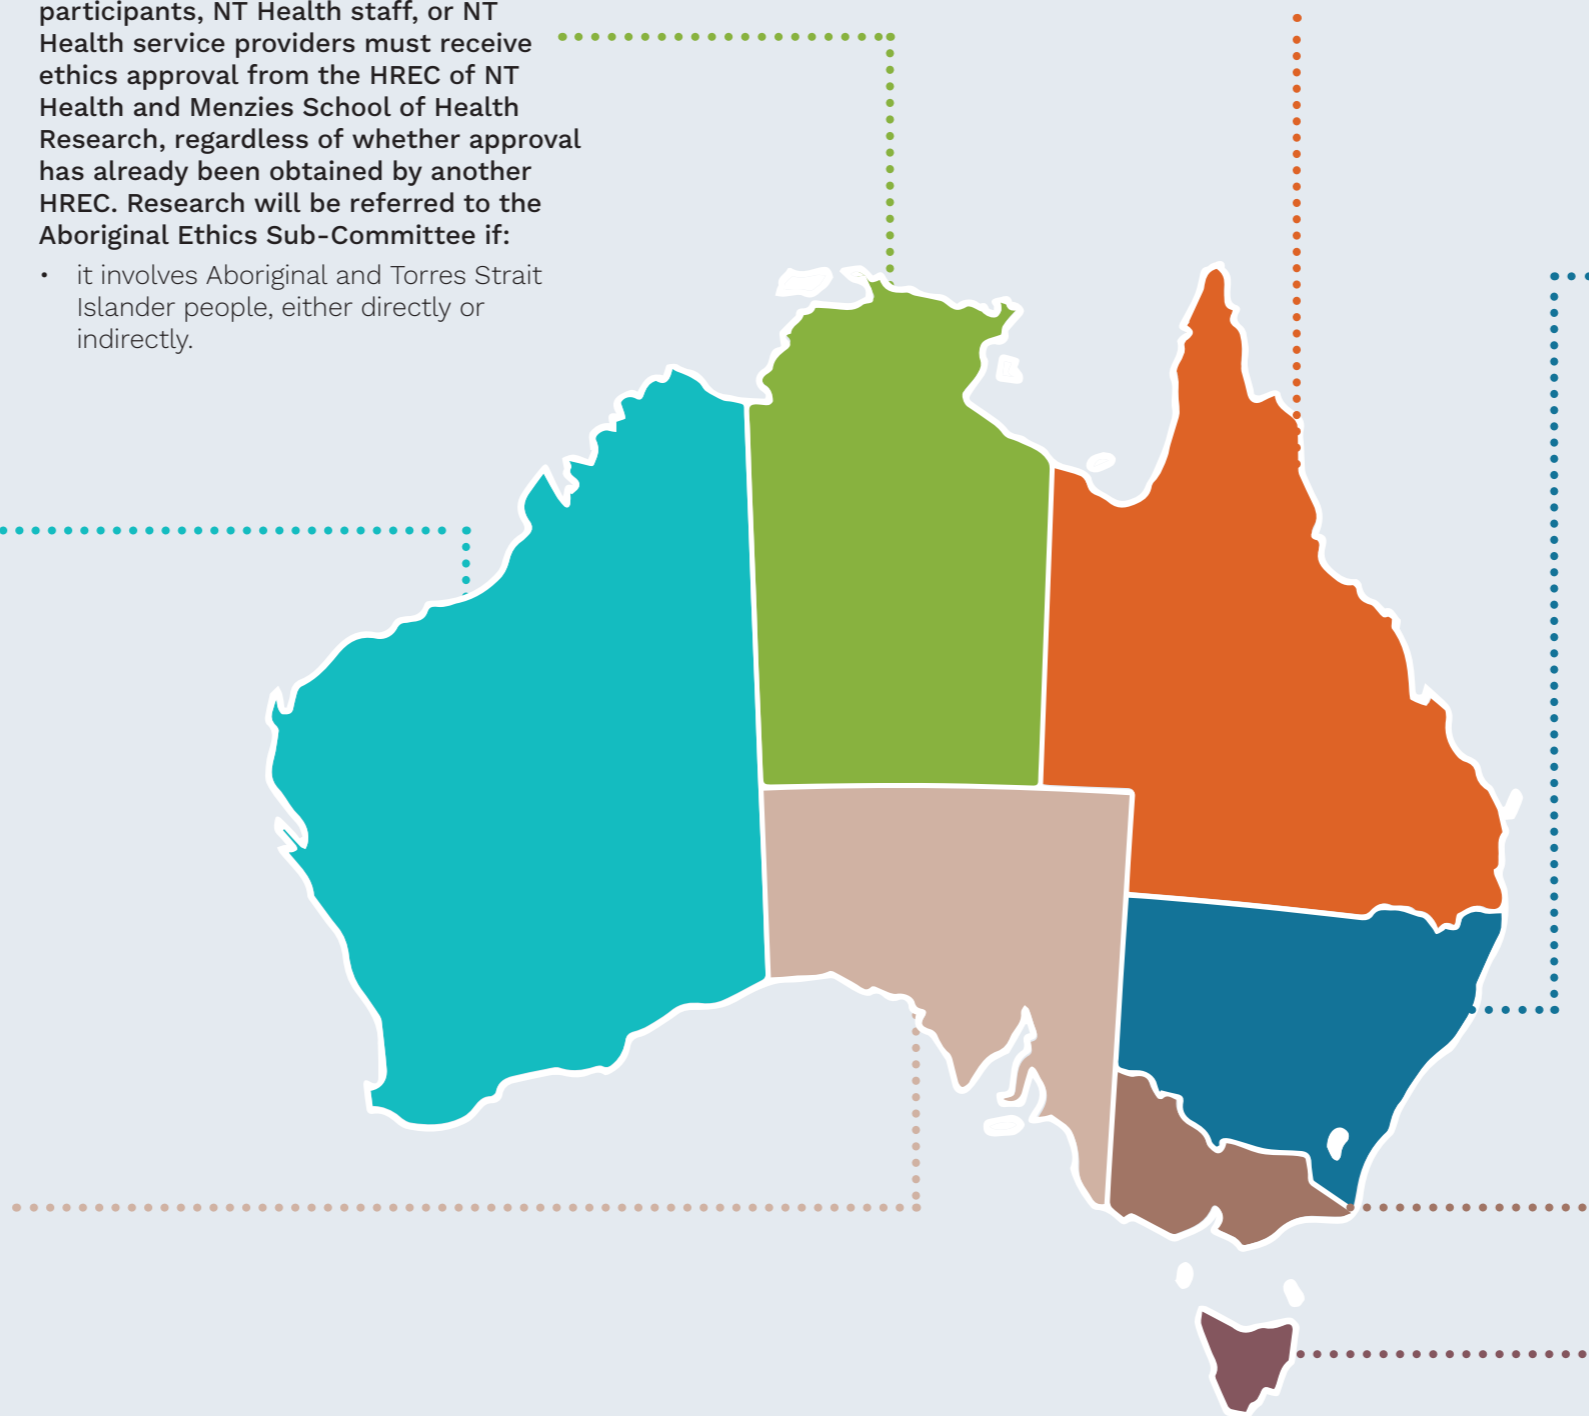 participants, NT Health staff, or NT
Health service providers must receive
ethics approval from the HREC of NT
Health and Menzies School of Health
Research, regardless of whether approval
has already been obtained by another
HREC. Research will be referred to the
Aboriginal Ethics Sub-Committee if:
• it involves Aboriginal and Torres Strait
Islander people, either directly or
indirectly.